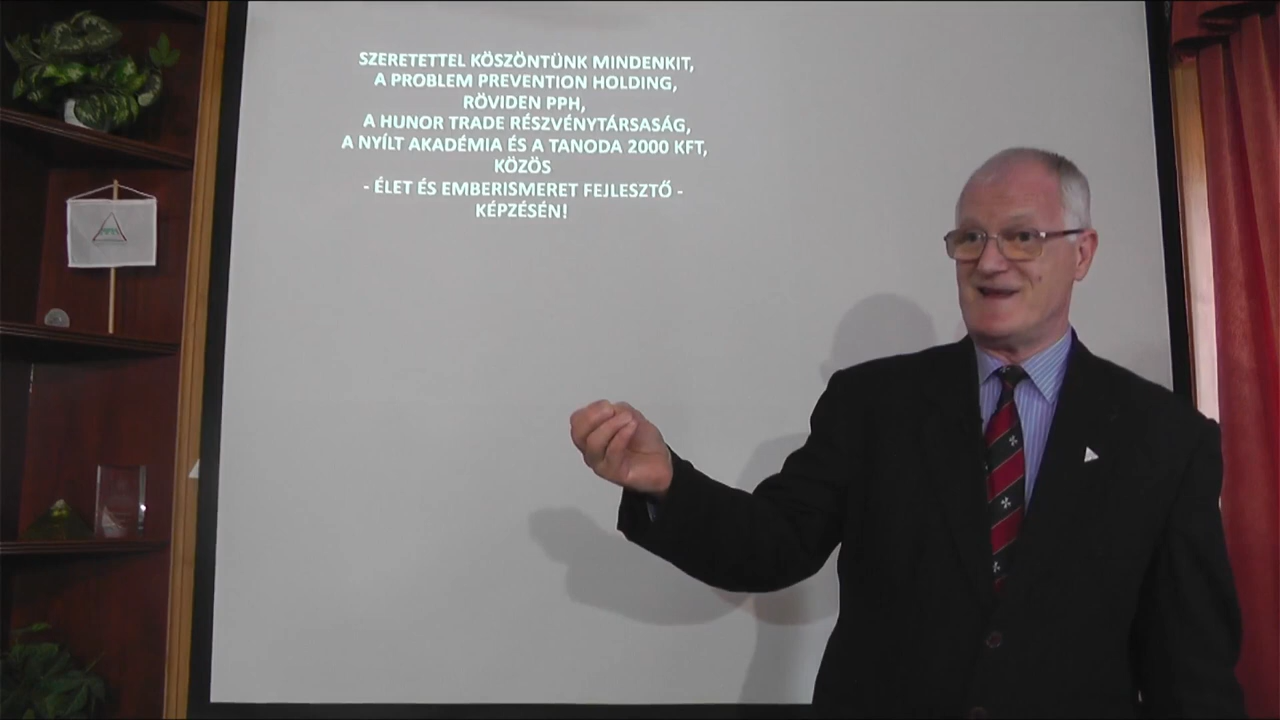 SZERETETTEL KÖSZÖNTÜNK MINDENKIT,
A PROBLEM PREVENTION HOLDING,
RÖVIDEN PPH,
A HUNOR TRADE RÉSZVÉNYTÁRSASÁG,
A NYÍLT AKADÉMIA ÉS A TANODA 2000 KFT,
KÖZÖS
- ÉLET ÉS EMBERISMERET FEJLESZTŐ -
KÉPZÉSÉN!